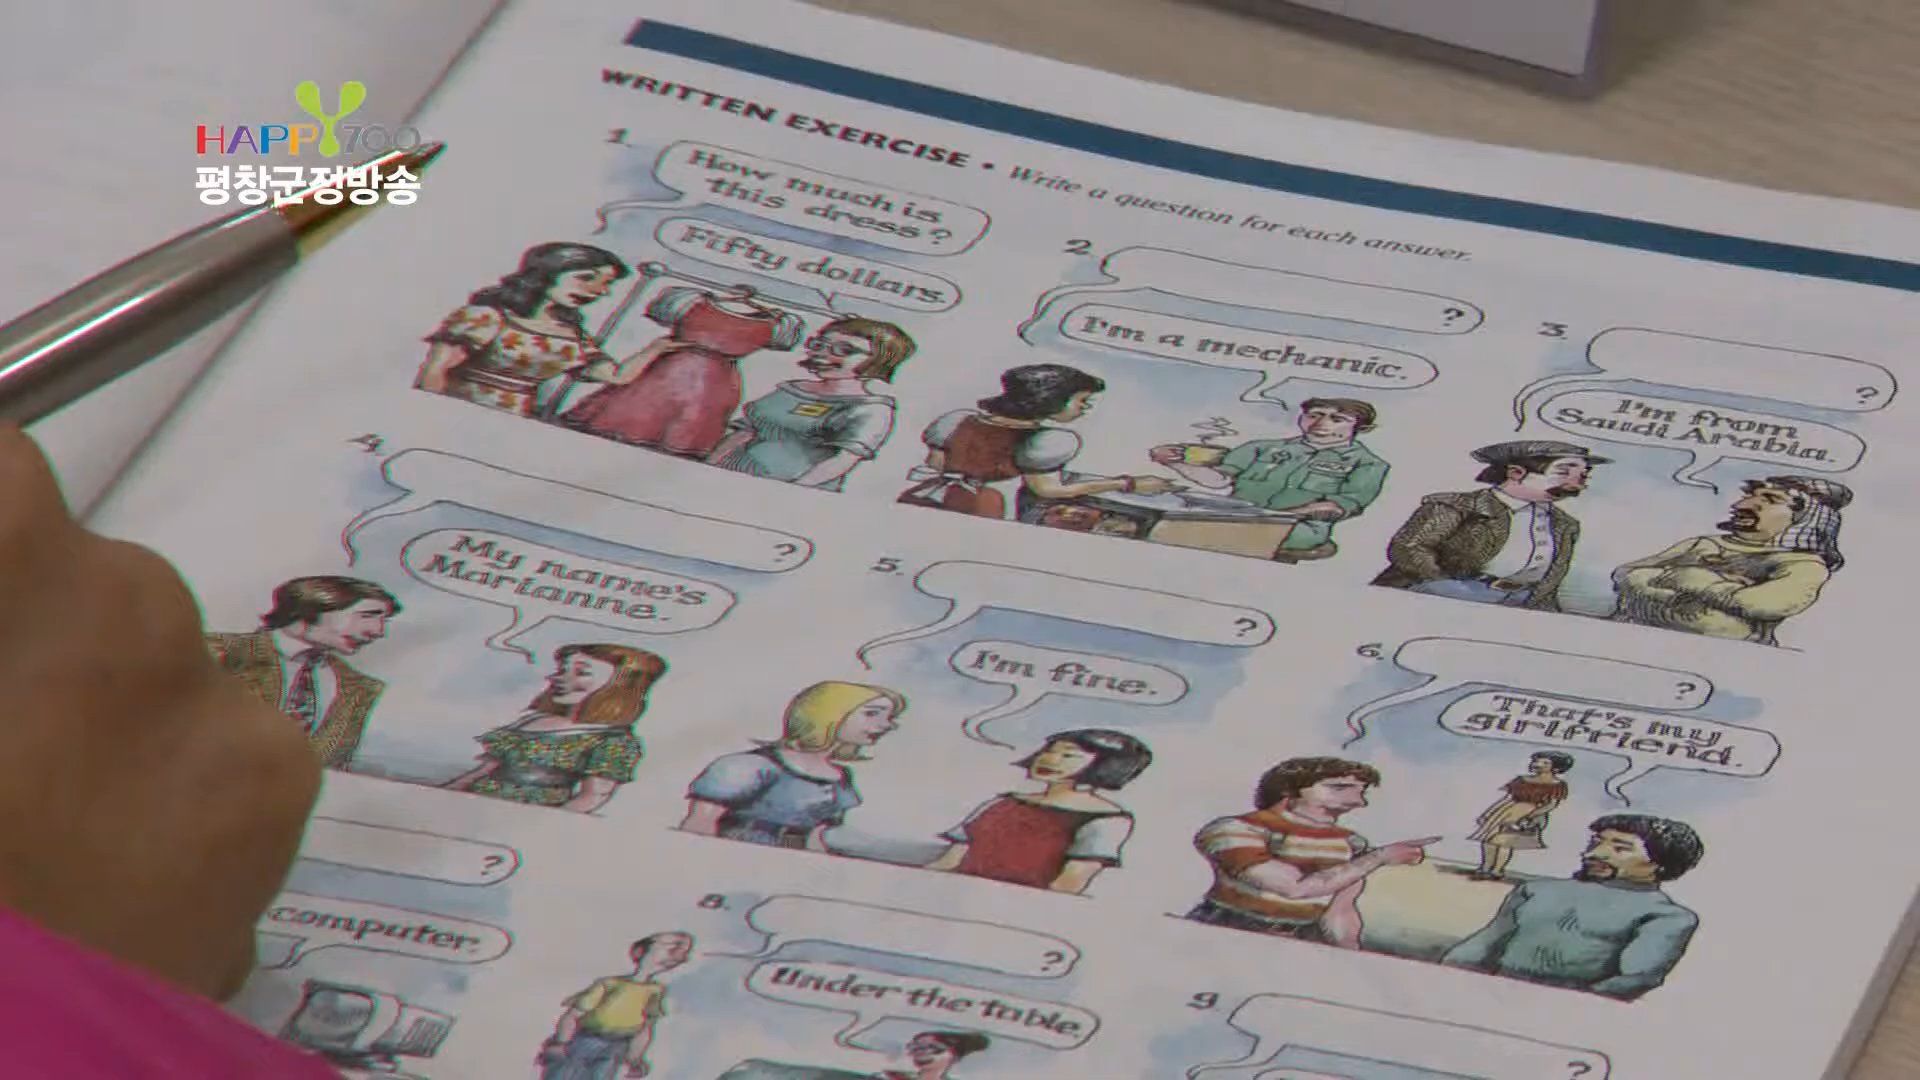 HAPPY700
평창군정방송
WRITTEN EXERCISE • Write a question for each answer.
1.
How much is
this dress?
Fifty dollars.
2.
?
I'm a mechanic.
3.
?
I'm from
Saudi Arabia.
4.
?
My name's
Marianne.
5.
?
I'm fine.
6.
?
That's my
girlfriend.
?
computer.
8.
?
Under the table.
9.
?